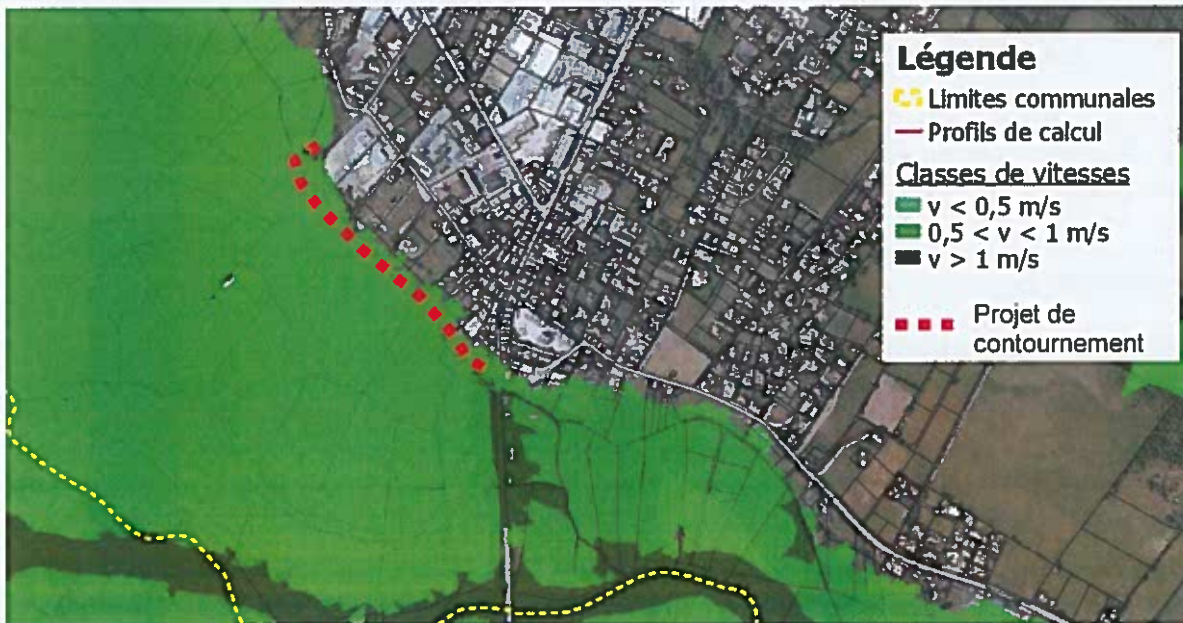 Légende
Limites communales
Profils de calcul
Classes de vitesses
v < 0,5 m/s
0,5 < v < 1 m/s
v > 1 m/s
Projet de
contournement